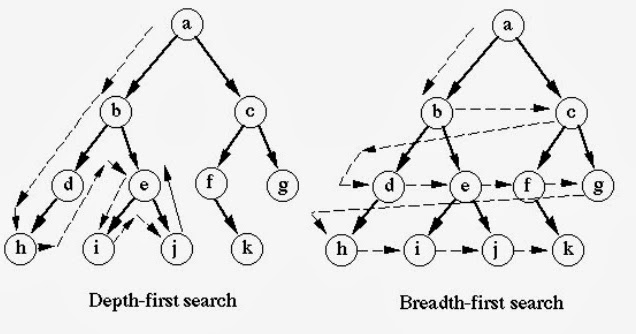 a a
b c b c
d e f g d e f g
h i j k h i j k
Depth-first search Breadth-first search